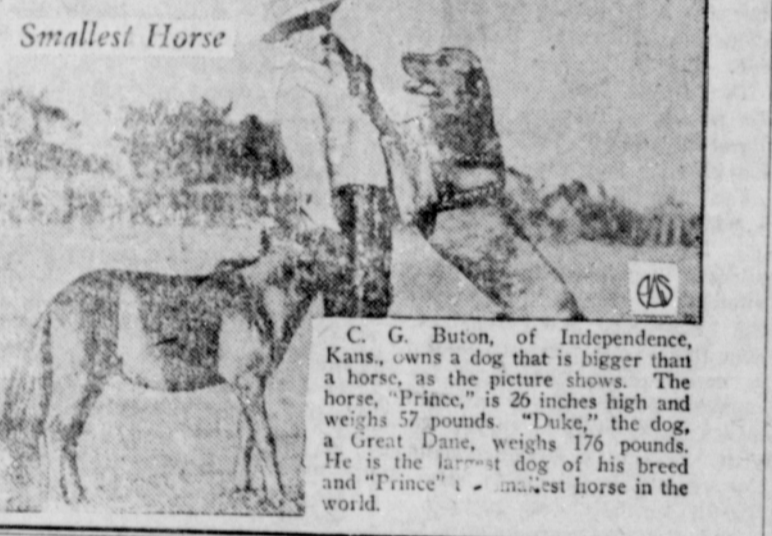 Smallest Horse
C. G. Buton, of Independence,
Kans., owns a dog that is bigger than
a horse, as the picture shows. The
horse, "Prince," is 26 inches high and
weighs 57 pounds. "Duke," the dog,
a Great Dane, weighs 176 pounds.
He is the largest dog of his breed
and "Prince" smallest horse in the
world.